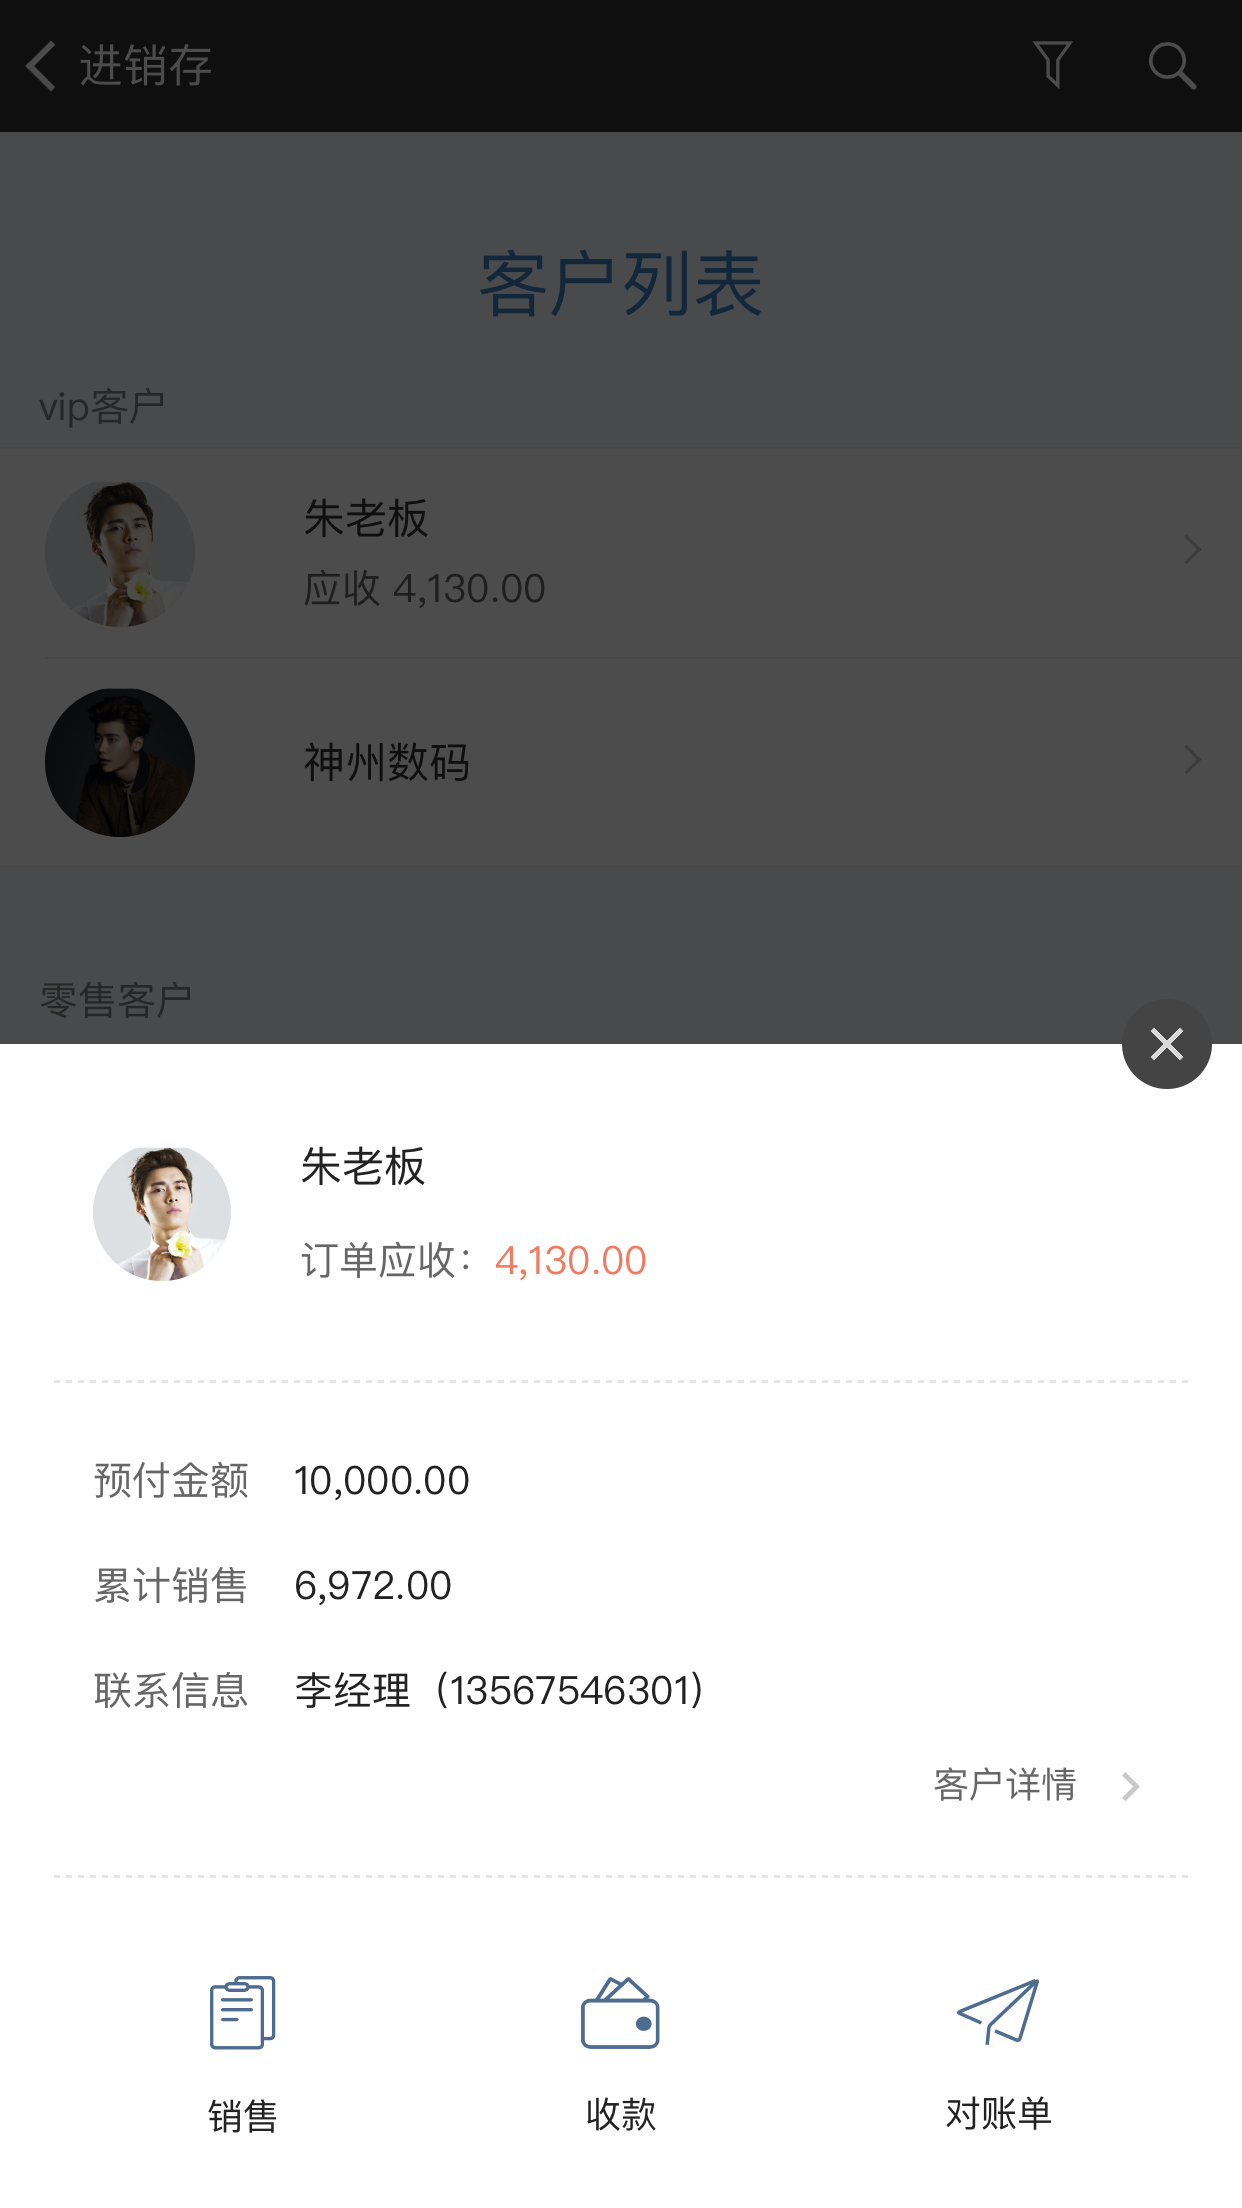 进销存
客户列表
vip客户
朱老板
应收 4,130.00
神州数码
零售客户
朱老板
订单应收：4,130.00
预付金额 10,000.00
累计销售 6,972.00
联系信息 李经理（13567546301）
客户详情
销售 收款 对账单